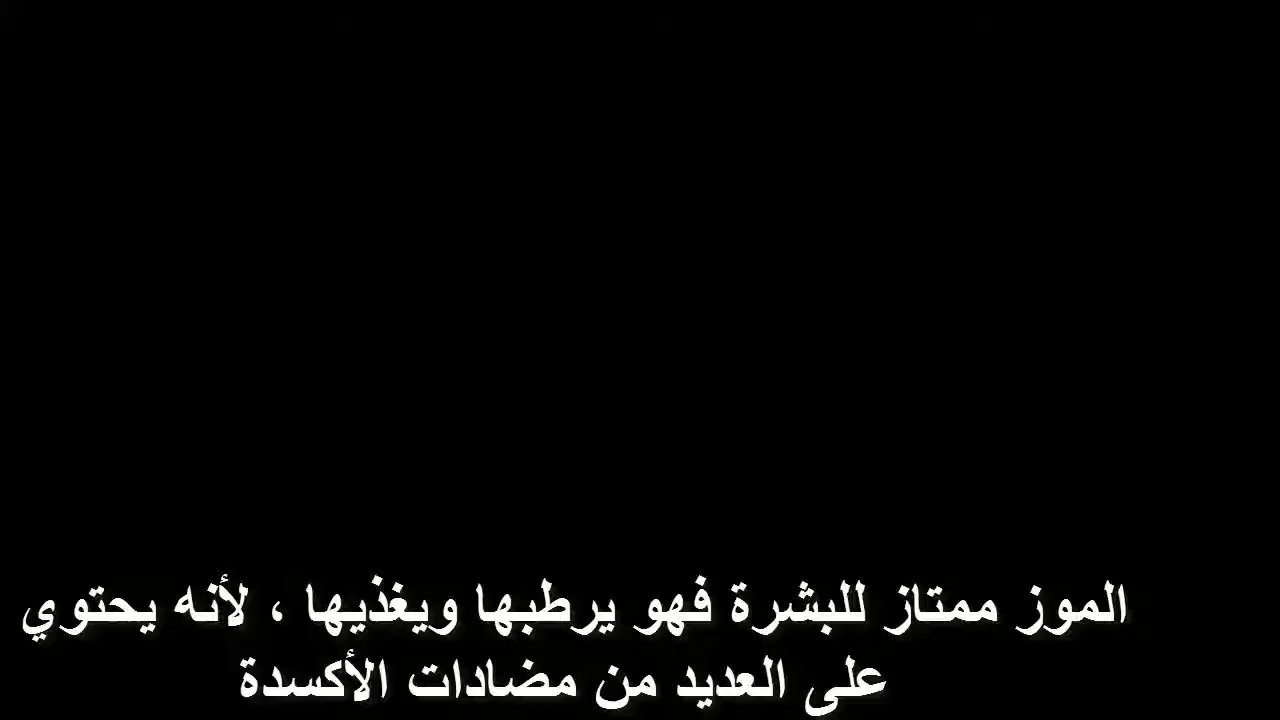 الموز ممتاز للبشرة فهو يرطبها ويغذيها ، لأنه يحتوي
على العديد من مضادات الأكسدة